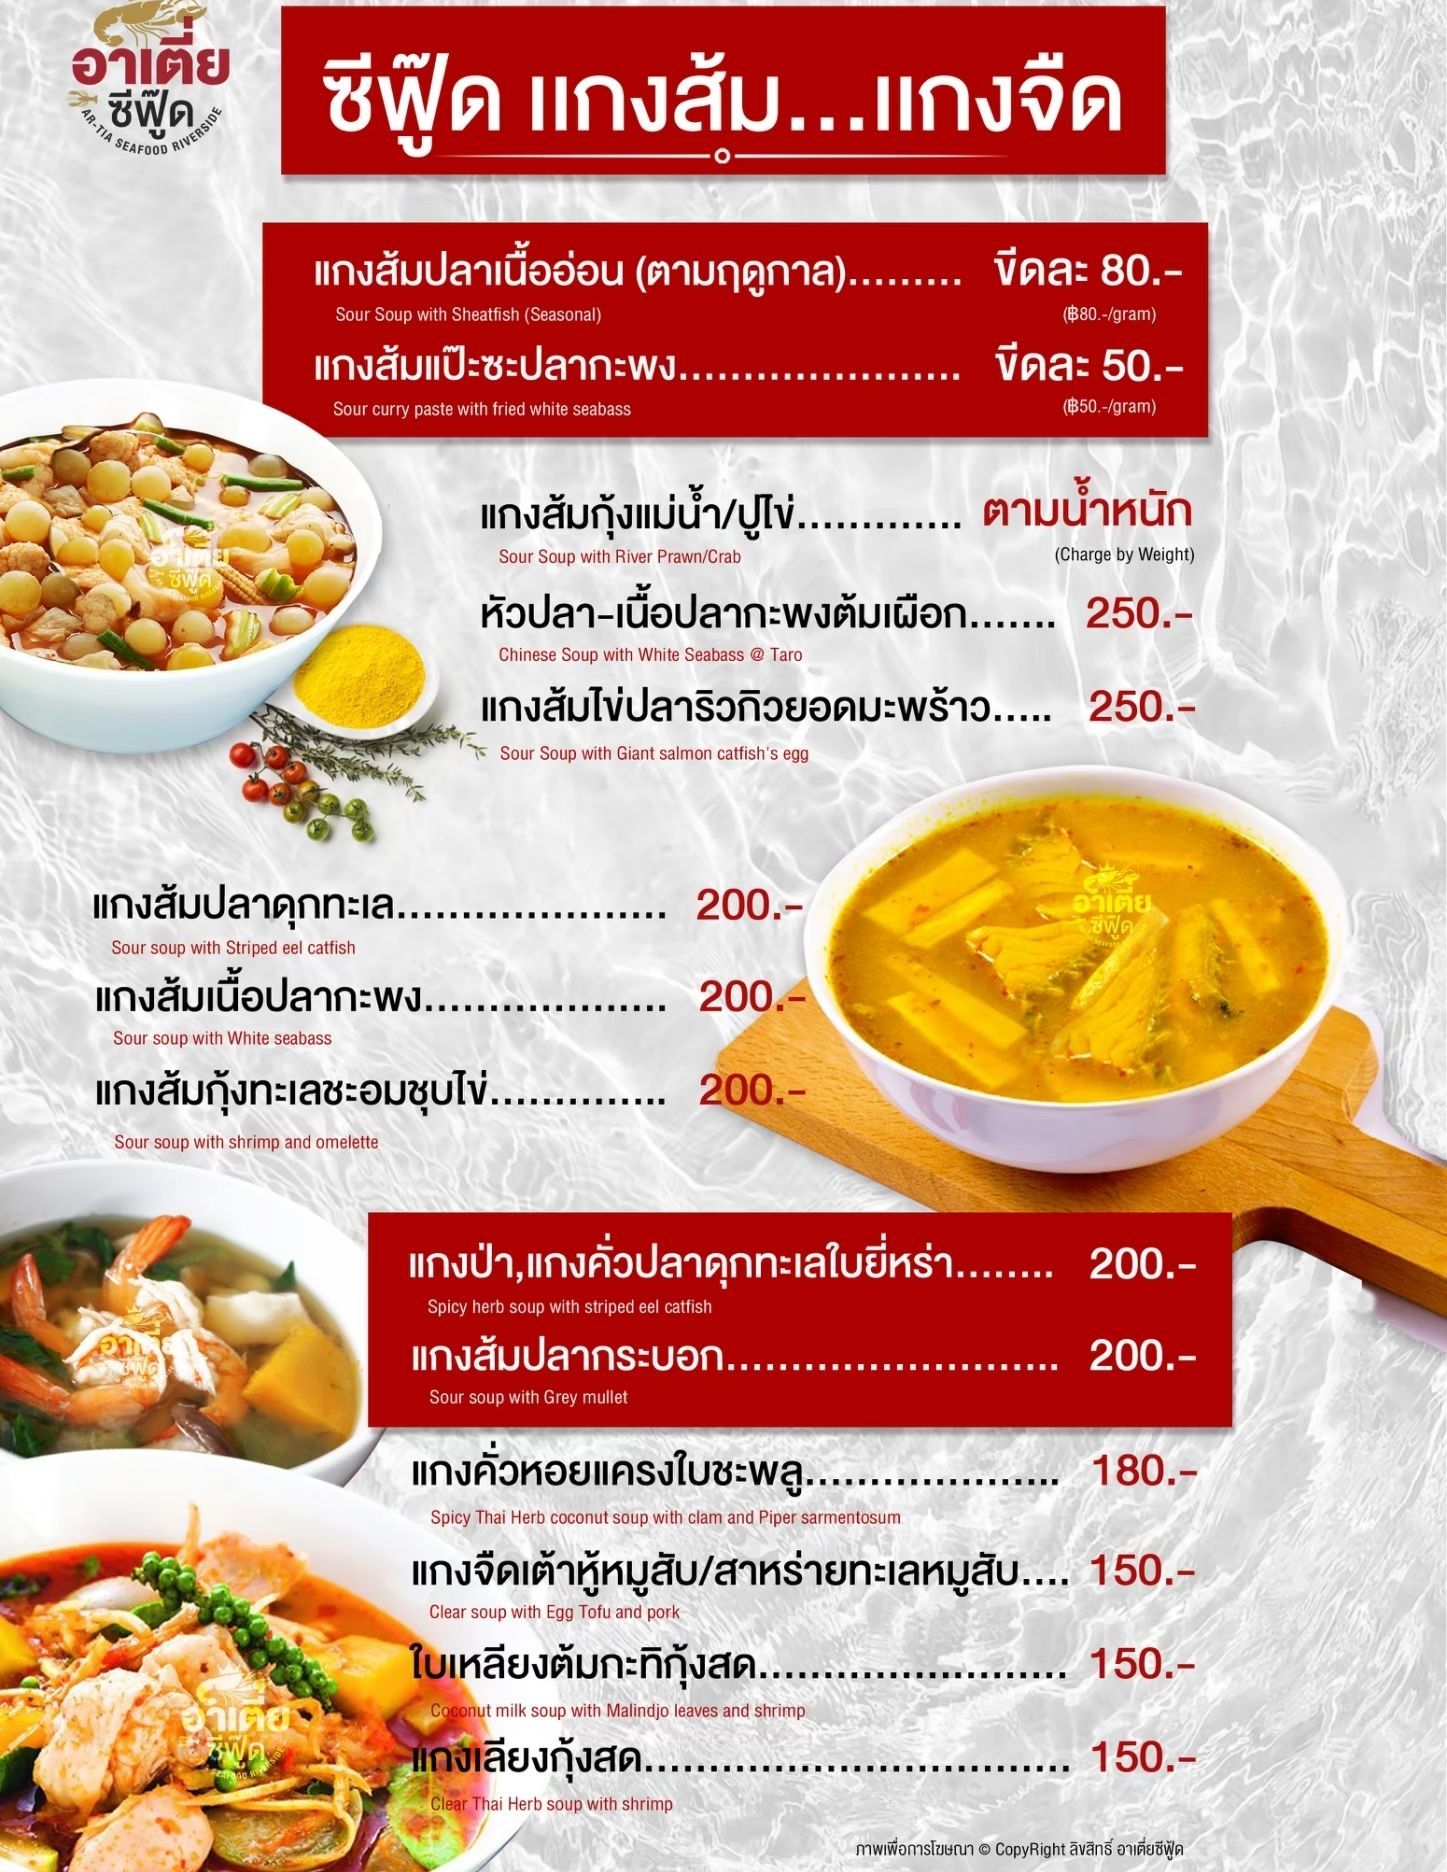 อาเตี่ย
ซีฟู๊ด
AR-TIA SEAFOOD RIVERSIDE
ซีฟู๊ด แกงส้ม...แกงจืด
แกงส้มปลาเนื้ออ่อน (ตามฤดูกาล)......... ขีดละ 80.-
Sour Soup with Sheatfish (Seasonal) (฿80.-/gram)
แกงส้มแป๊ะซะปลากะพง...................... ขีดละ 50.-
Sour curry paste with fried white seabass (฿50.-/gram)
แกงส้มกุ้งแม่น้ำ/ปูไข่............. ตามน้ำหนัก
Sour Soup with River Prawn/Crab (Charge by Weight)
หัวปลา-เนื้อปลากะพงต้มเผือก....... 250.-
Chinese Soup with White Seabass @ Taro
แกงส้มไข่ปลาริวกิวยอดมะพร้าว..... 250.-
Sour Soup with Giant salmon catfish's egg
แกงส้มปลาดุกทะเล..................... 200.-
Sour soup with Striped eel catfish
แกงส้มเนื้อปลากะพง................... 200.-
Sour soup with White seabass
แกงส้มกุ้งทะเลชะอมชุบไข่.............. 200.-
Sour soup with shrimp and omelette
แกงป่า,แกงคั่วปลาดุกทะเลใบยี่หร่า........ 200.-
Spicy herb soup with striped eel catfish
แกงส้มปลากระบอก.......................... 200.-
Sour soup with Grey mullet
แกงคั่วหอยแครงใบชะพลู.................... 180.-
Spicy Thai Herb coconut soup with clam and Piper sarmentosum
แกงจืดเต้าหู้หมูสับ/สาหร่ายทะเลหมูสับ.... 150.-
Clear soup with Egg Tofu and pork
ใบเหลียงต้มกะทิกุ้งสด........................ 150.-
Coconut milk soup with Malindjo leaves and shrimp
แกงเลียงกุ้งสด................................. 150.-
Clear Thai Herb soup with shrimp
ภาพเพื่อการโฆษณา © CopyRight ลิขสิทธิ์ อาเตี่ยซีฟู้ด